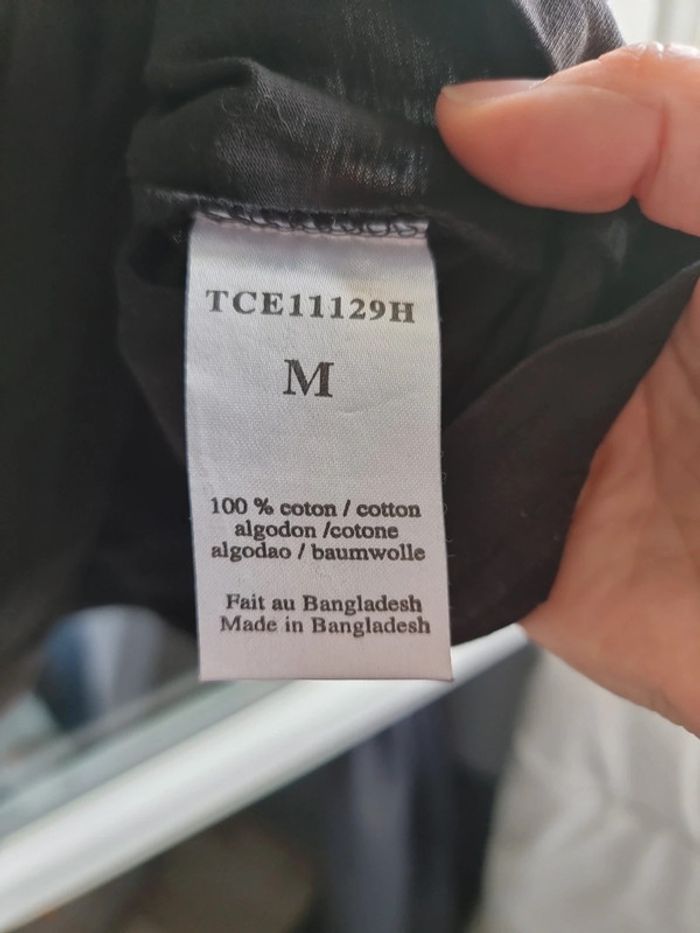 TCE11129H
M
100 % coton / cotton
algodon /cotone
algodao / baumwolle
Fait au Bangladesh
Made in Bangladesh